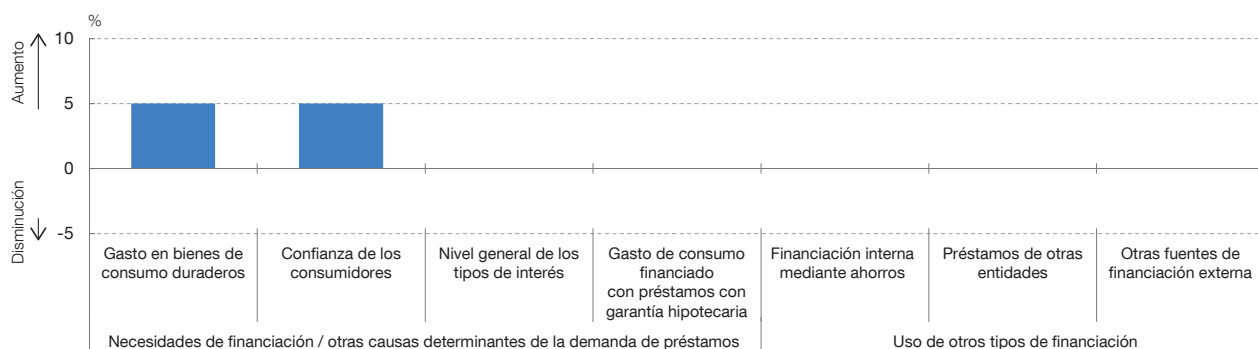 %
Aumento
Disminución
10
5
0
-5
Gasto en bienes de
consumo duraderos
Confianza de los
consumidores
Nivel general de los
tipos de interés
Gasto de consumo
financiado
con préstamos con
garantía hipotecaria
Financiación interna
mediante ahorros
Préstamos de otras
entidades
Otras fuentes de
financiación externa
Necesidades de financiación / otras causas determinantes de la demanda de préstamos
Uso de otros tipos de financiación